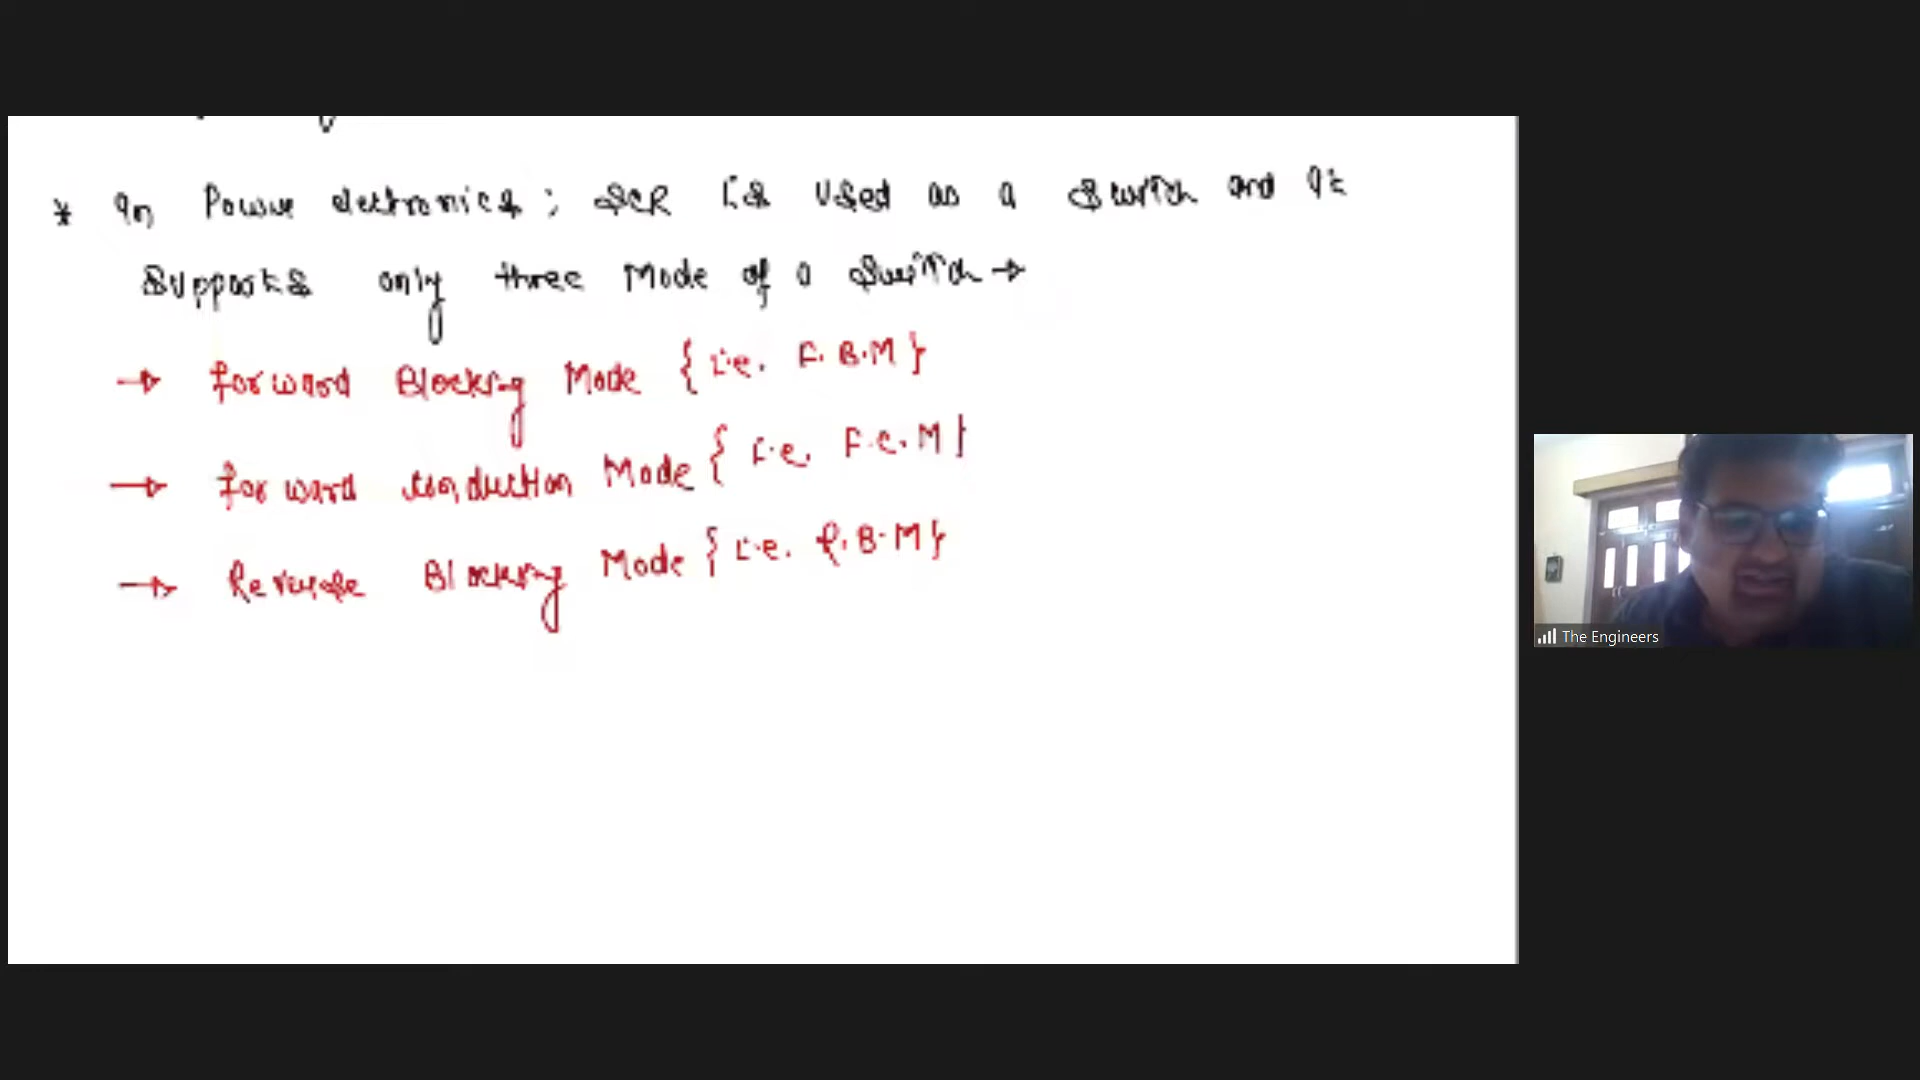 * In Power electronics; SCR is used as a switch and it
supports only three Mode of a switch →
→ forward Blocking Mode { i.e. F.B.M }
→ forward conduction Mode { i.e. F.C.M }
→ Reverse Blocking Mode { i.e. R.B.M }
The Engineers